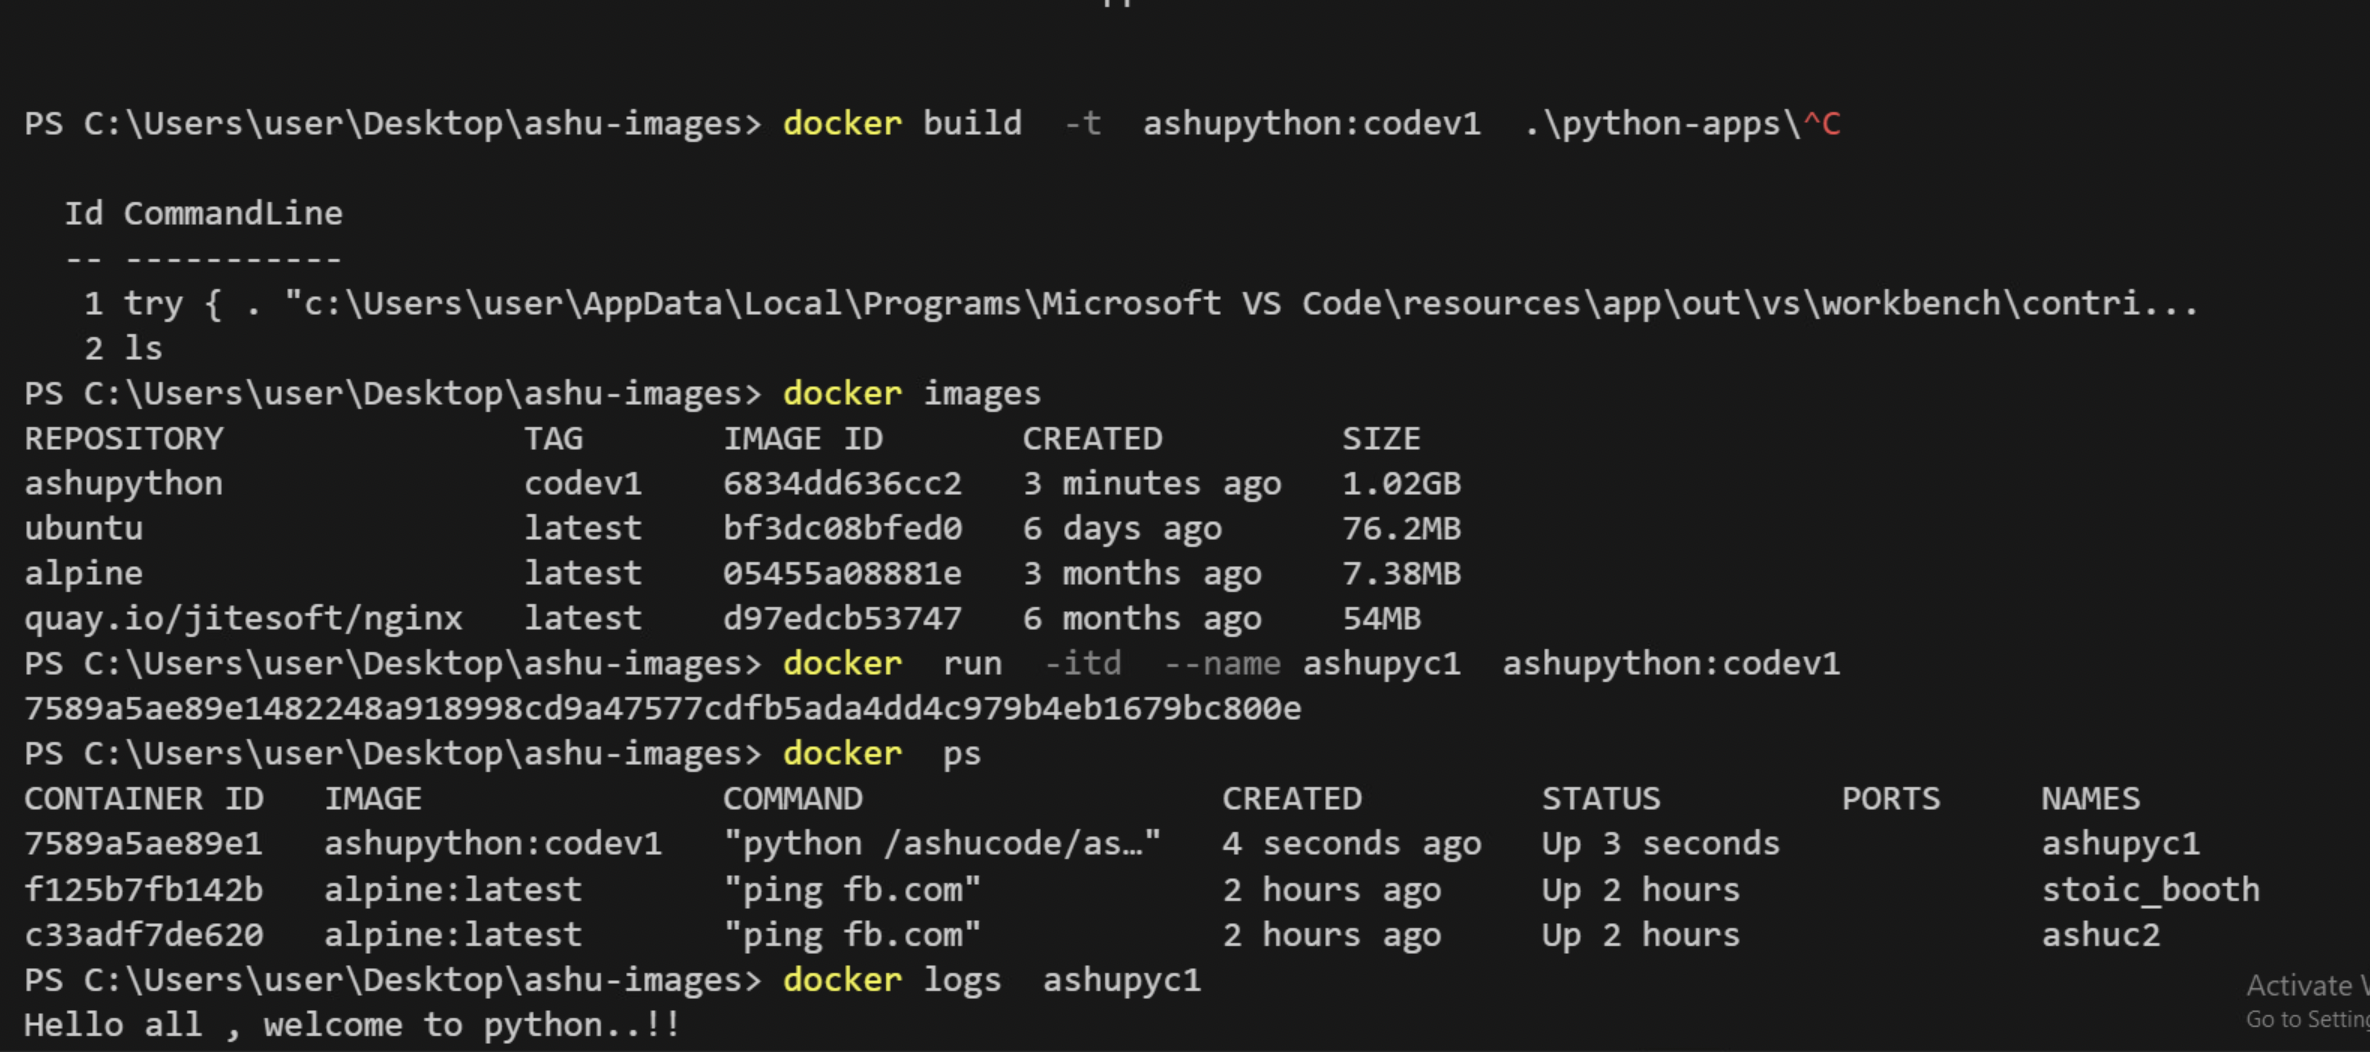 PS C:\Users\user\Desktop\ashu-images> docker build  -t  ashupython:codev1  .\python-apps\^C
  Id CommandLine
  -- -----------
   1 try { . "c:\Users\user\AppData\Local\Programs\Microsoft VS Code\resources\app\out\vs\workbench\contri...
   2 ls
PS C:\Users\user\Desktop\ashu-images> docker images
REPOSITORY               TAG       IMAGE ID       CREATED         SIZE
ashupython               codev1    6834dd636cc2   3 minutes ago   1.02GB
ubuntu                   latest    bf3dc08bfed0   6 days ago      76.2MB
alpine                   latest    05455a08881e   3 months ago    7.38MB
quay.io/jitesoft/nginx   latest    d97edcb53747   6 months ago    54MB
PS C:\Users\user\Desktop\ashu-images> docker  run  -itd  --name ashupyc1  ashupython:codev1
7589a5ae89e1482248a918998cd9a47577cdfb5ada4dd4c979b4eb1679bc800e
PS C:\Users\user\Desktop\ashu-images> docker  ps
CONTAINER ID   IMAGE               COMMAND                  CREATED         STATUS         PORTS     NAMES
7589a5ae89e1   ashupython:codev1   "python /ashucode/as…"   4 seconds ago   Up 3 seconds             ashupyc1
f125b7fb142b   alpine:latest       "ping fb.com"            2 hours ago     Up 2 hours               stoic_booth
c33adf7de620   alpine:latest       "ping fb.com"            2 hours ago     Up 2 hours               ashuc2
PS C:\Users\user\Desktop\ashu-images> docker logs  ashupyc1
Hello all , welcome to python..!!
Activate
Go to